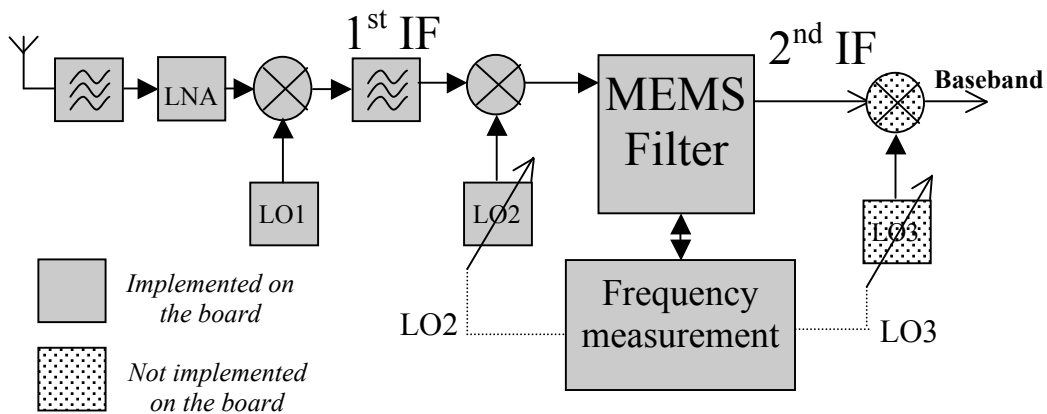 1st IF
2nd IF
Baseband
LNA
MEMS
Filter
LO1
LO2
LO3
Implemented on
the board
Frequency
measurement
LO2
LO3
Not implemented
on the board